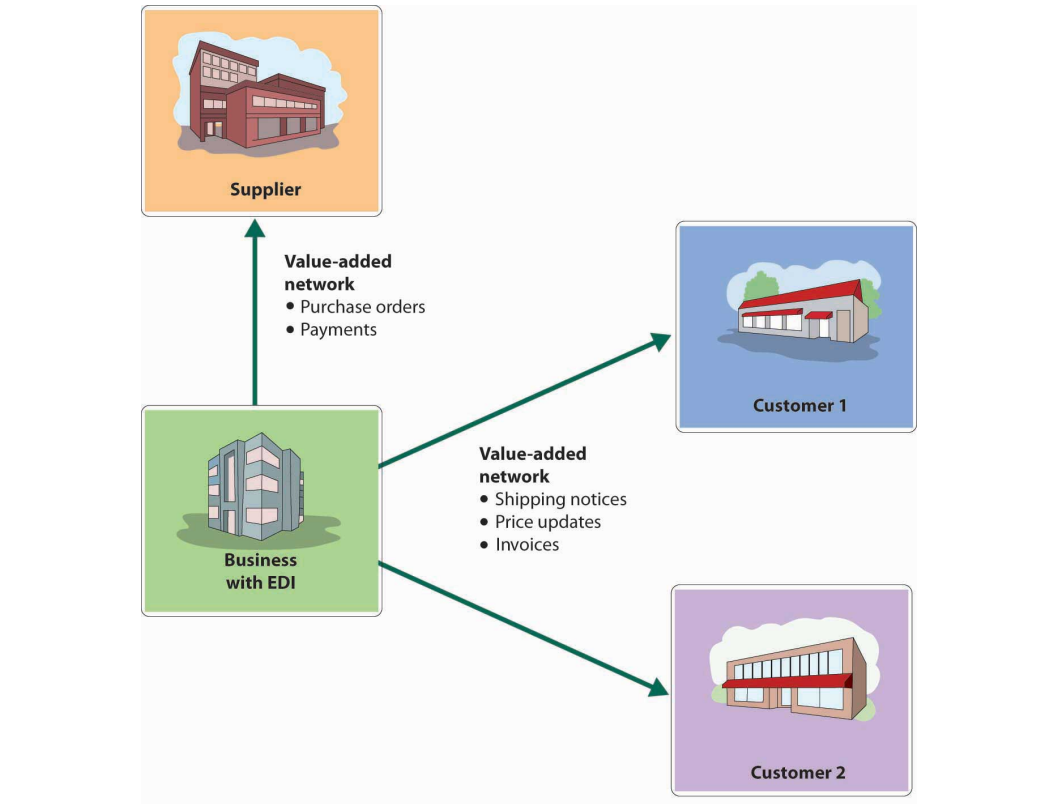 Supplier
Value-added
network
• Purchase orders
• Payments
Customer 1
Value-added
network
• Shipping notices
• Price updates
• Invoices
Business
with EDI
Customer 2